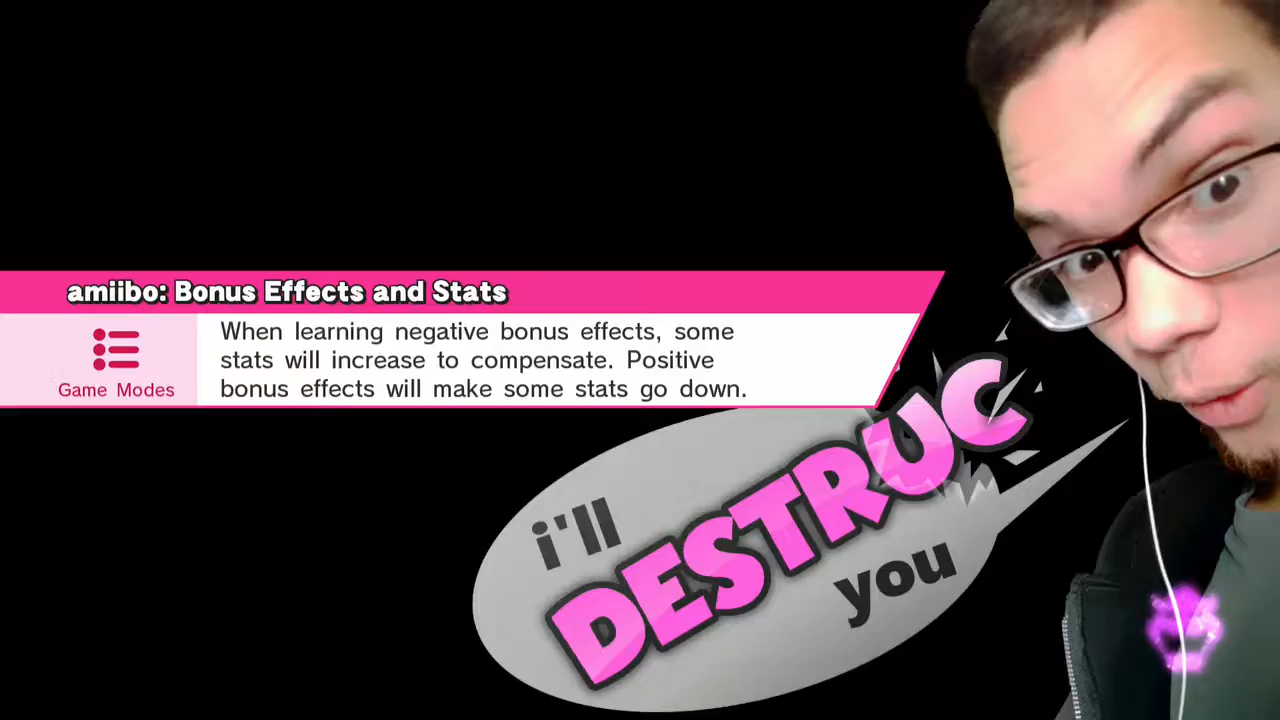 amiibo: Bonus Effects and Stats
When learning negative bonus effects, some
stats will increase to compensate. Positive
bonus effects will make some stats go down.
Game Modes
i'll
DESTRUC
you